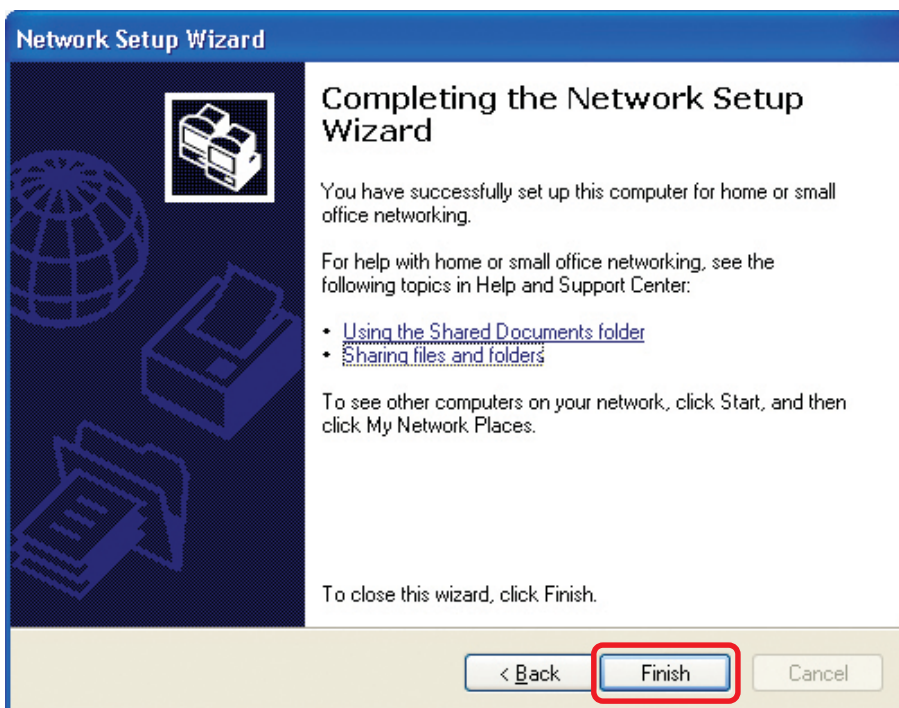 Network Setup Wizard
Completing the Network Setup
Wizard
You have successfully set up this computer for home or small
office networking.
For help with home or small office networking, see the
following topics in Help and Support Center:
• Using the Shared Documents folder
• Sharing files and folders
To see other computers on your network, click Start, and then
click My Network Places.
To close this wizard, click Finish.
< Back Finish Cancel